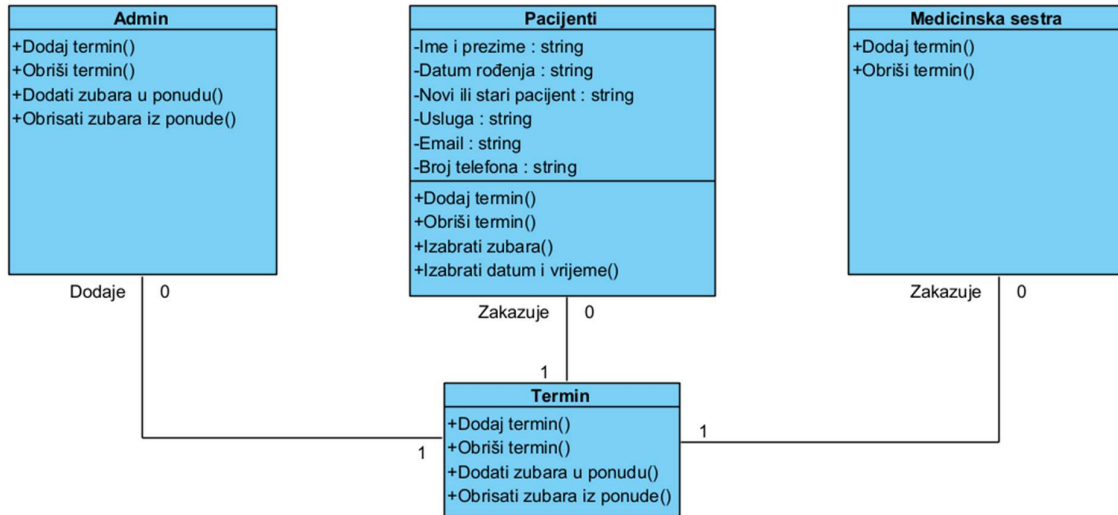 Admin
+Dodaj termin()
+Obriši termin()
+Dodati zubara u ponudu()
+Obrisati zubara iz ponude()
Pacijenti
-Ime i prezime : string
-Datum rođenja : string
-Novi ili stari pacijent : string
-Usluga : string
-Email : string
-Broj telefona : string
+Dodaj termin()
+Obriši termin()
+Izabrati zubara()
+Izabrati datum i vrijeme()
Medicinska sestra
+Dodaj termin()
+Obriši termin()
Dodaje 0
Zakazuje 0
Zakazuje 0
1
1
1
Termin
+Dodaj termin()
+Obriši termin()
+Dodati zubara u ponudu()
+Obrisati zubara iz ponude()